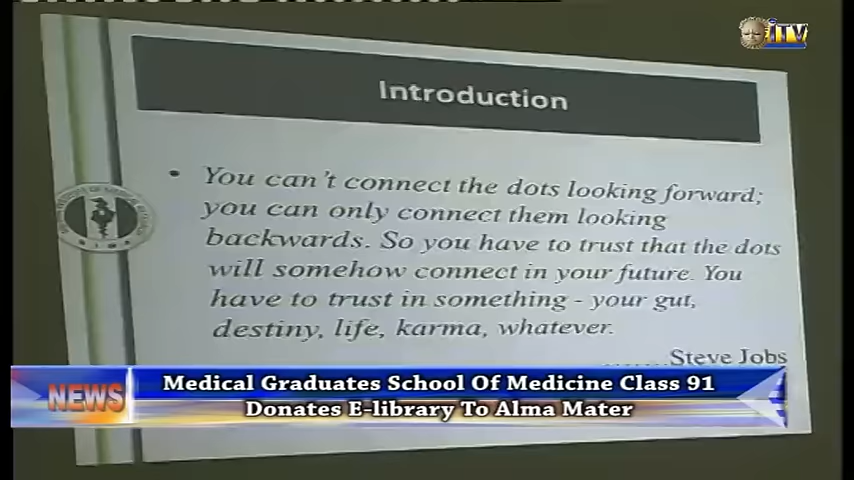 iTV
Introduction
• You can't connect the dots looking forward;
you can only connect them looking
backwards. So you have to trust that the dots
will somehow connect in your future. You
have to trust in something - your gut,
destiny, life, karma, whatever.
Steve Jobs
NEWS
Medical Graduates School Of Medicine Class 91
Donates E-library To Alma Mater